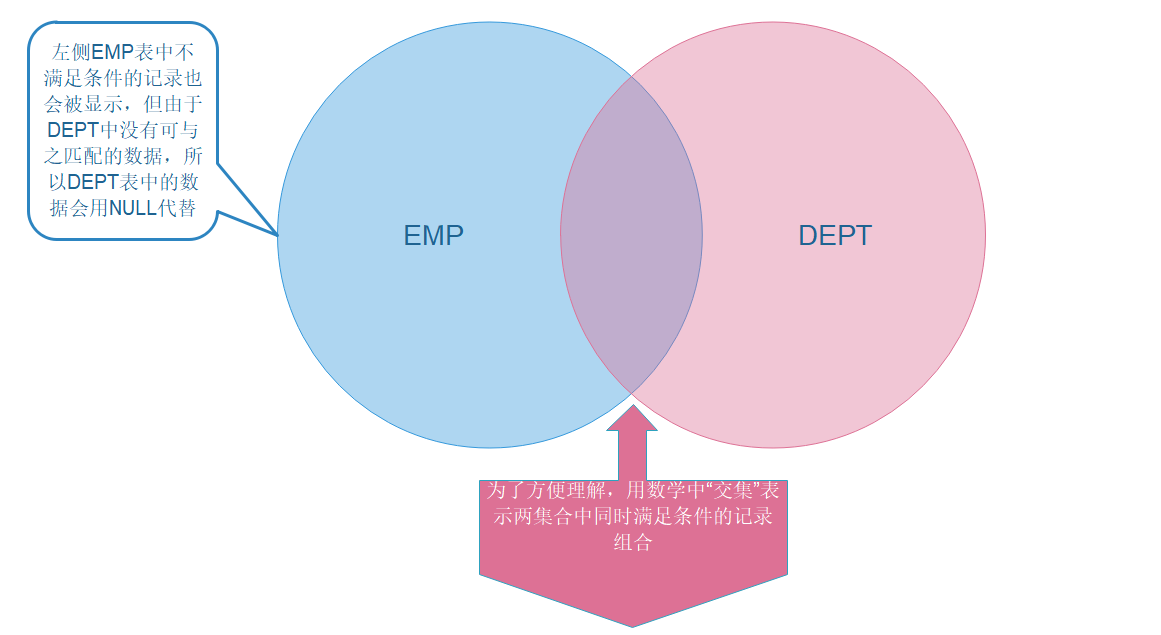 左侧EMP表中不
满足条件的记录也
会被显示，但由于
DEPT中没有可与
之匹配的数据，所
以DEPT表中的数
据会用NULL代替
EMP
DEPT
为了方便理解，用数学中“交集”表
示两集合中同时满足条件的记录
组合